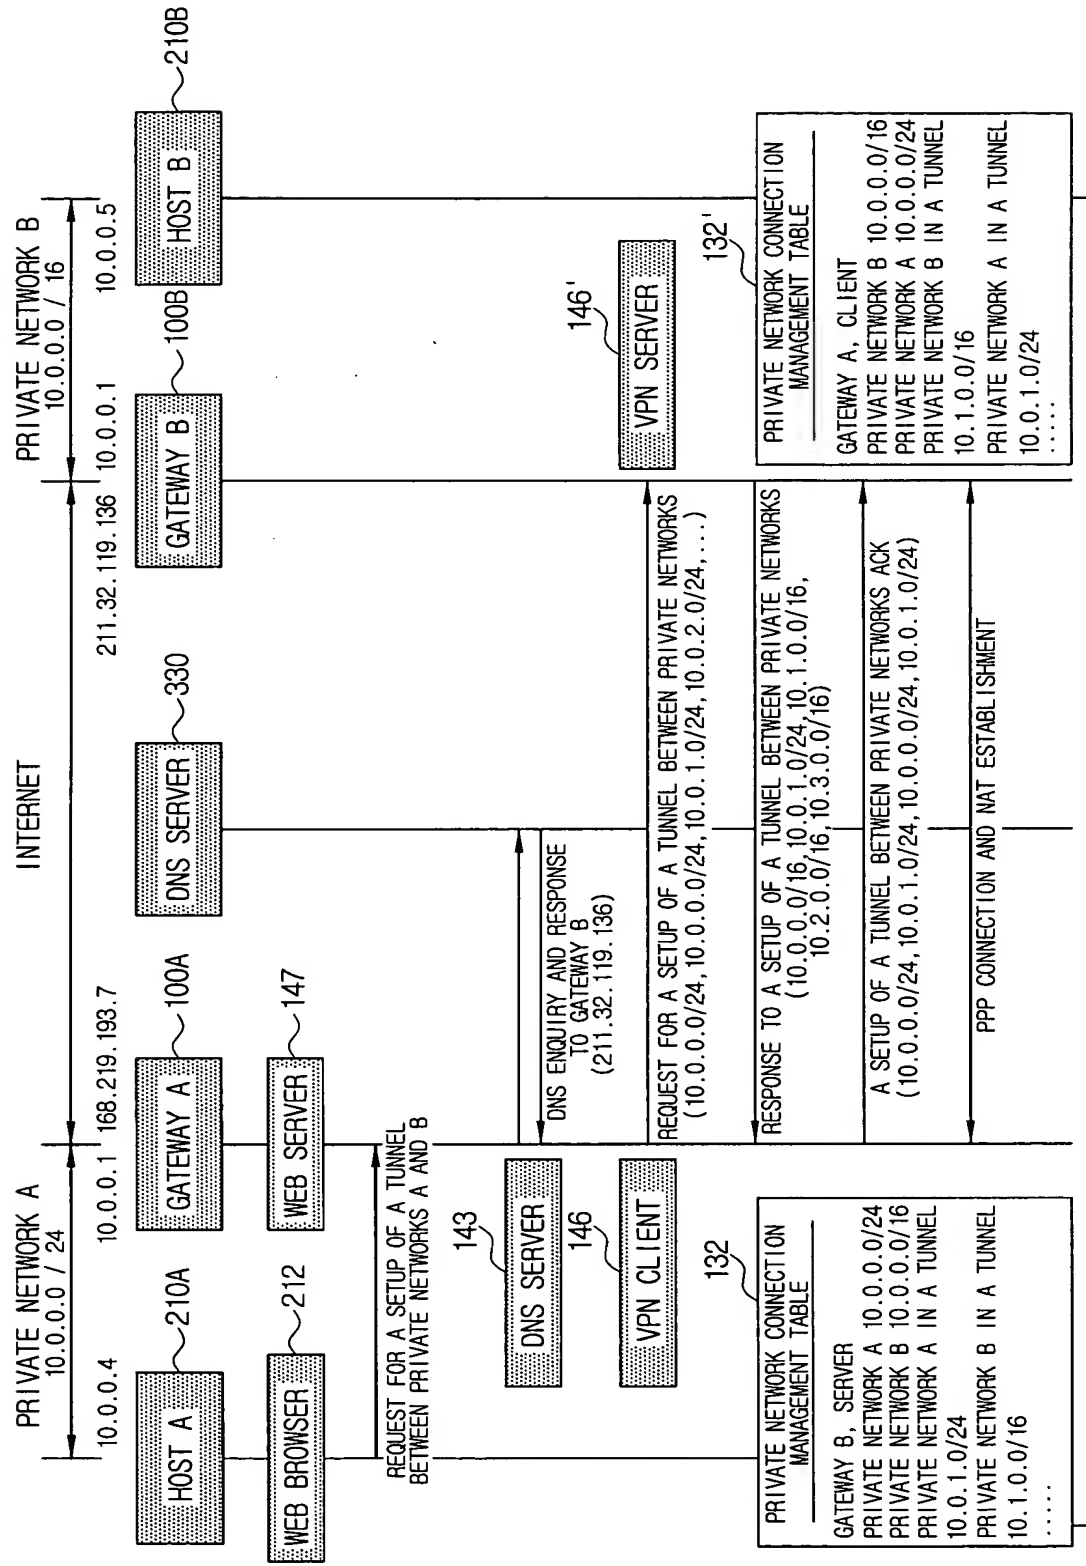 PRIVATE NETWORK A
10.0.0.0 / 24
INTERNET
PRIVATE NETWORK B
10.0.0.0 / 16
10.0.0.4
10.0.0.1
168.219.193.7
211.32.119.136
10.0.0.1
10.0.0.5
210A
100A
330
100B
210B
HOST A
GATEWAY A
DNS SERVER
GATEWAY B
HOST B
212
147
WEB BROWSER
WEB SERVER
REQUEST FOR A SETUP OF A TUNNEL
BETWEEN PRIVATE NETWORKS A AND B
143
DNS SERVER
DNS ENQUIRY AND RESPONSE
TO GATEWAY B
(211.32.119.136)
146
VPN CLIENT
146'
VPN SERVER
REQUEST FOR A SETUP OF A TUNNEL BETWEEN PRIVATE NETWORKS
(10.0.0.0/24,10.0.0.0/24,10.0.1.0/24,10.0.2.0/24,...)
RESPONSE TO A SETUP OF A TUNNEL BETWEEN PRIVATE NETWORKS
(10.0.0.0/16,10.0.1.0/24,10.1.0.0/16,
10.2.0.0/16,10.3.0.0/16)
A SETUP OF A TUNNEL BETWEEN PRIVATE NETWORKS ACK
(10.0.0.0/24,10.0.1.0/24,10.0.0.0/24,10.0.1.0/24)
PPP CONNECTION AND NAT ESTABLISHMENT
132
PRIVATE NETWORK CONNECTION
MANAGEMENT TABLE
GATEWAY B, SERVER
PRIVATE NETWORK A 10.0.0.0/24
PRIVATE NETWORK B 10.0.0.0/16
PRIVATE NETWORK A IN A TUNNEL
10.0.1.0/24
PRIVATE NETWORK B IN A TUNNEL
10.1.0.0/16
.....
132'
PRIVATE NETWORK CONNECTION
MANAGEMENT TABLE
GATEWAY A, CLIENT
PRIVATE NETWORK B 10.0.0.0/16
PRIVATE NETWORK A 10.0.0.0/24
PRIVATE NETWORK B IN A TUNNEL
10.1.0.0/16
PRIVATE NETWORK A IN A TUNNEL
10.0.1.0/24
.....